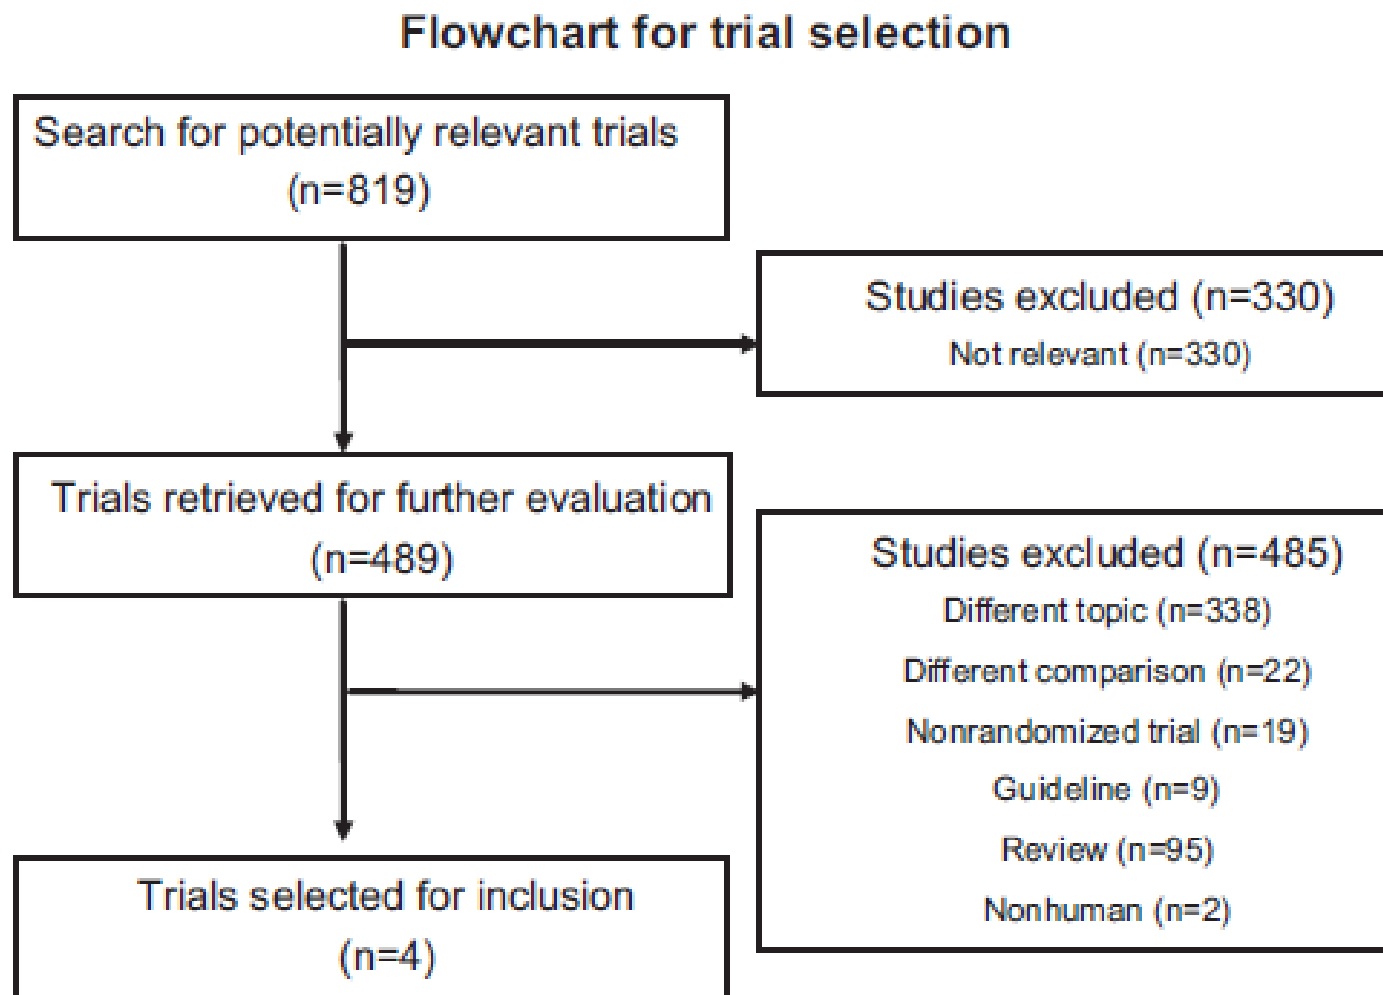 Flowchart for trial selection
Search for potentially relevant trials
(n=819)
Studies excluded (n=330)
Not relevant (n=330)
Trials retrieved for further evaluation
(n=489)
Studies excluded (n=485)
Different topic (n=338)
Different comparison (n=22)
Nonrandomized trial (n=19)
Guideline (n=9)
Review (n=95)
Nonhuman (n=2)
Trials selected for inclusion
(n=4)